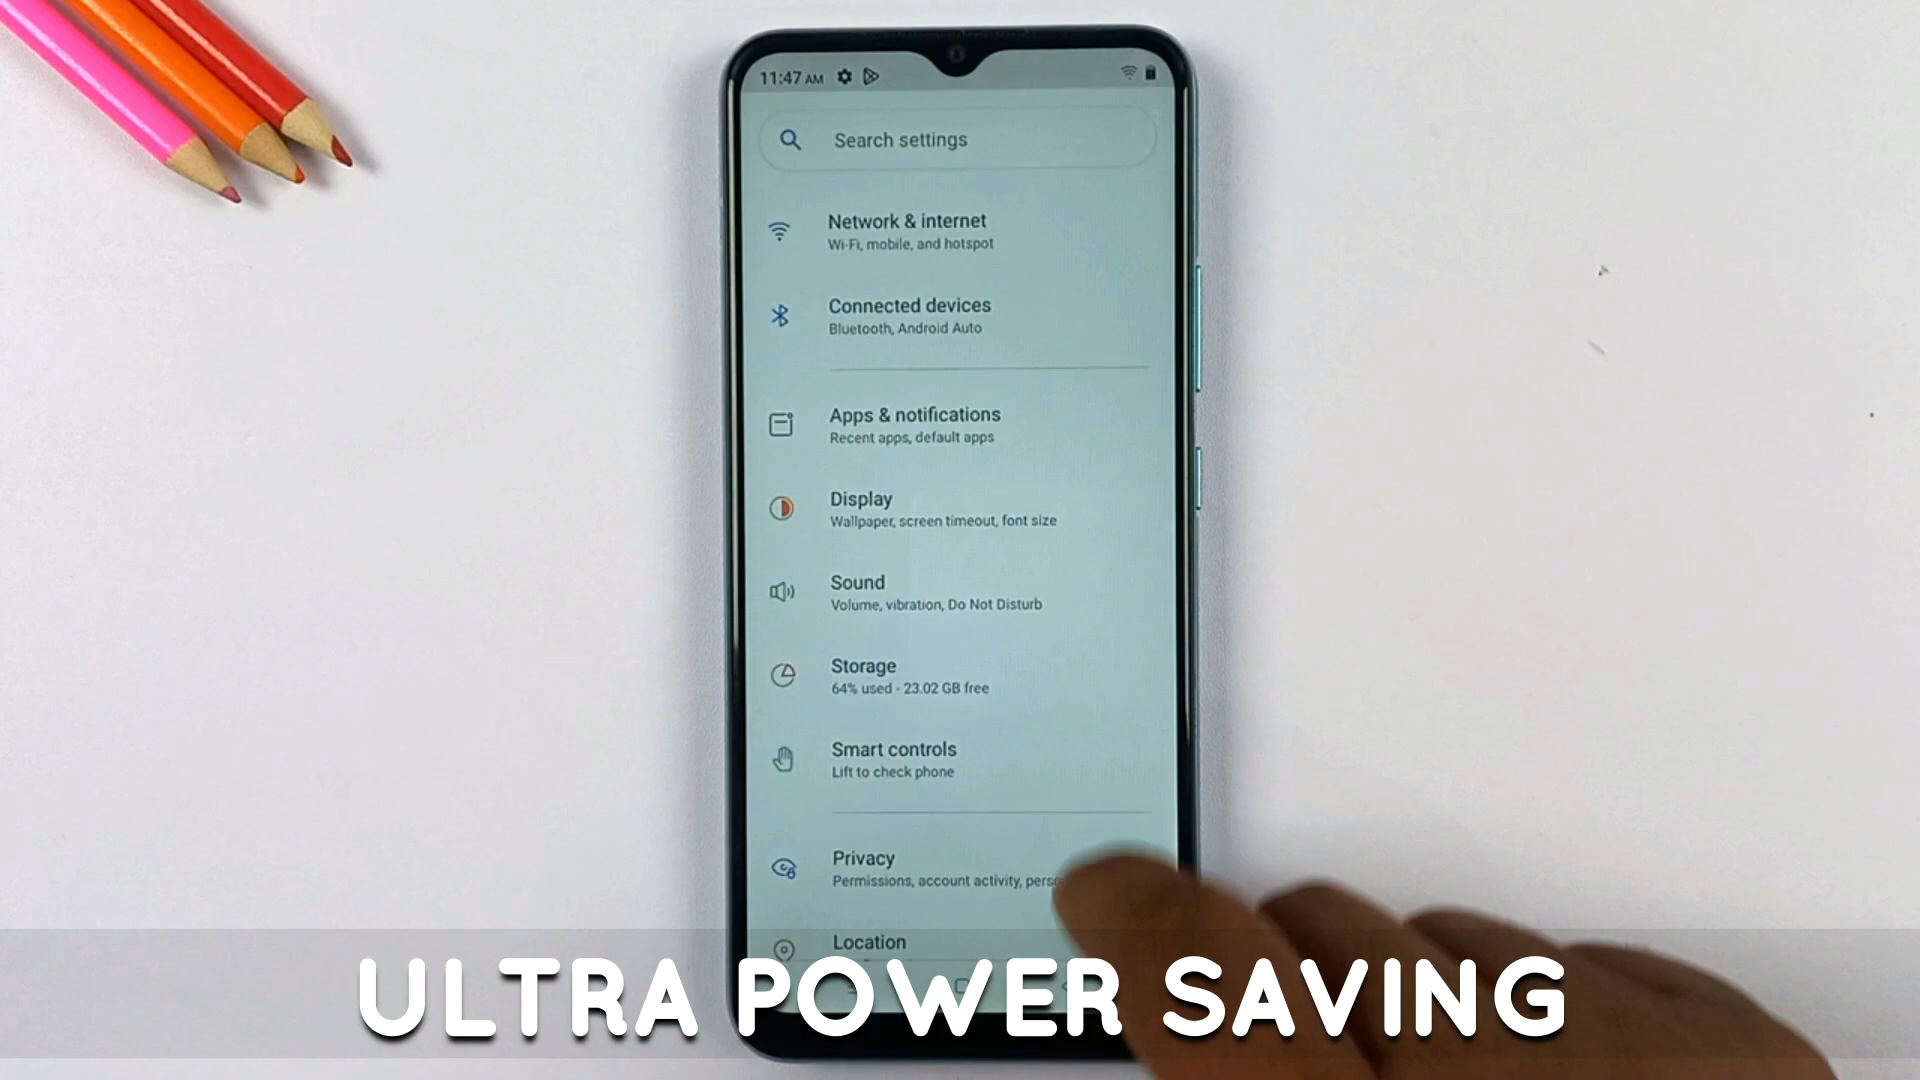 11:47 AM
Search settings
Network & internet
Wi-Fi, mobile, and hotspot
Connected devices
Bluetooth, Android Auto
Apps & notifications
Recent apps, default apps
Display
Wallpaper, screen timeout, font size
Sound
Volume, vibration, Do Not Disturb
Storage
64% used - 23.02 GB free
Smart controls
Lift to check phone
Privacy
Permissions, account activity,
Location
ULTRA POWER SAVING